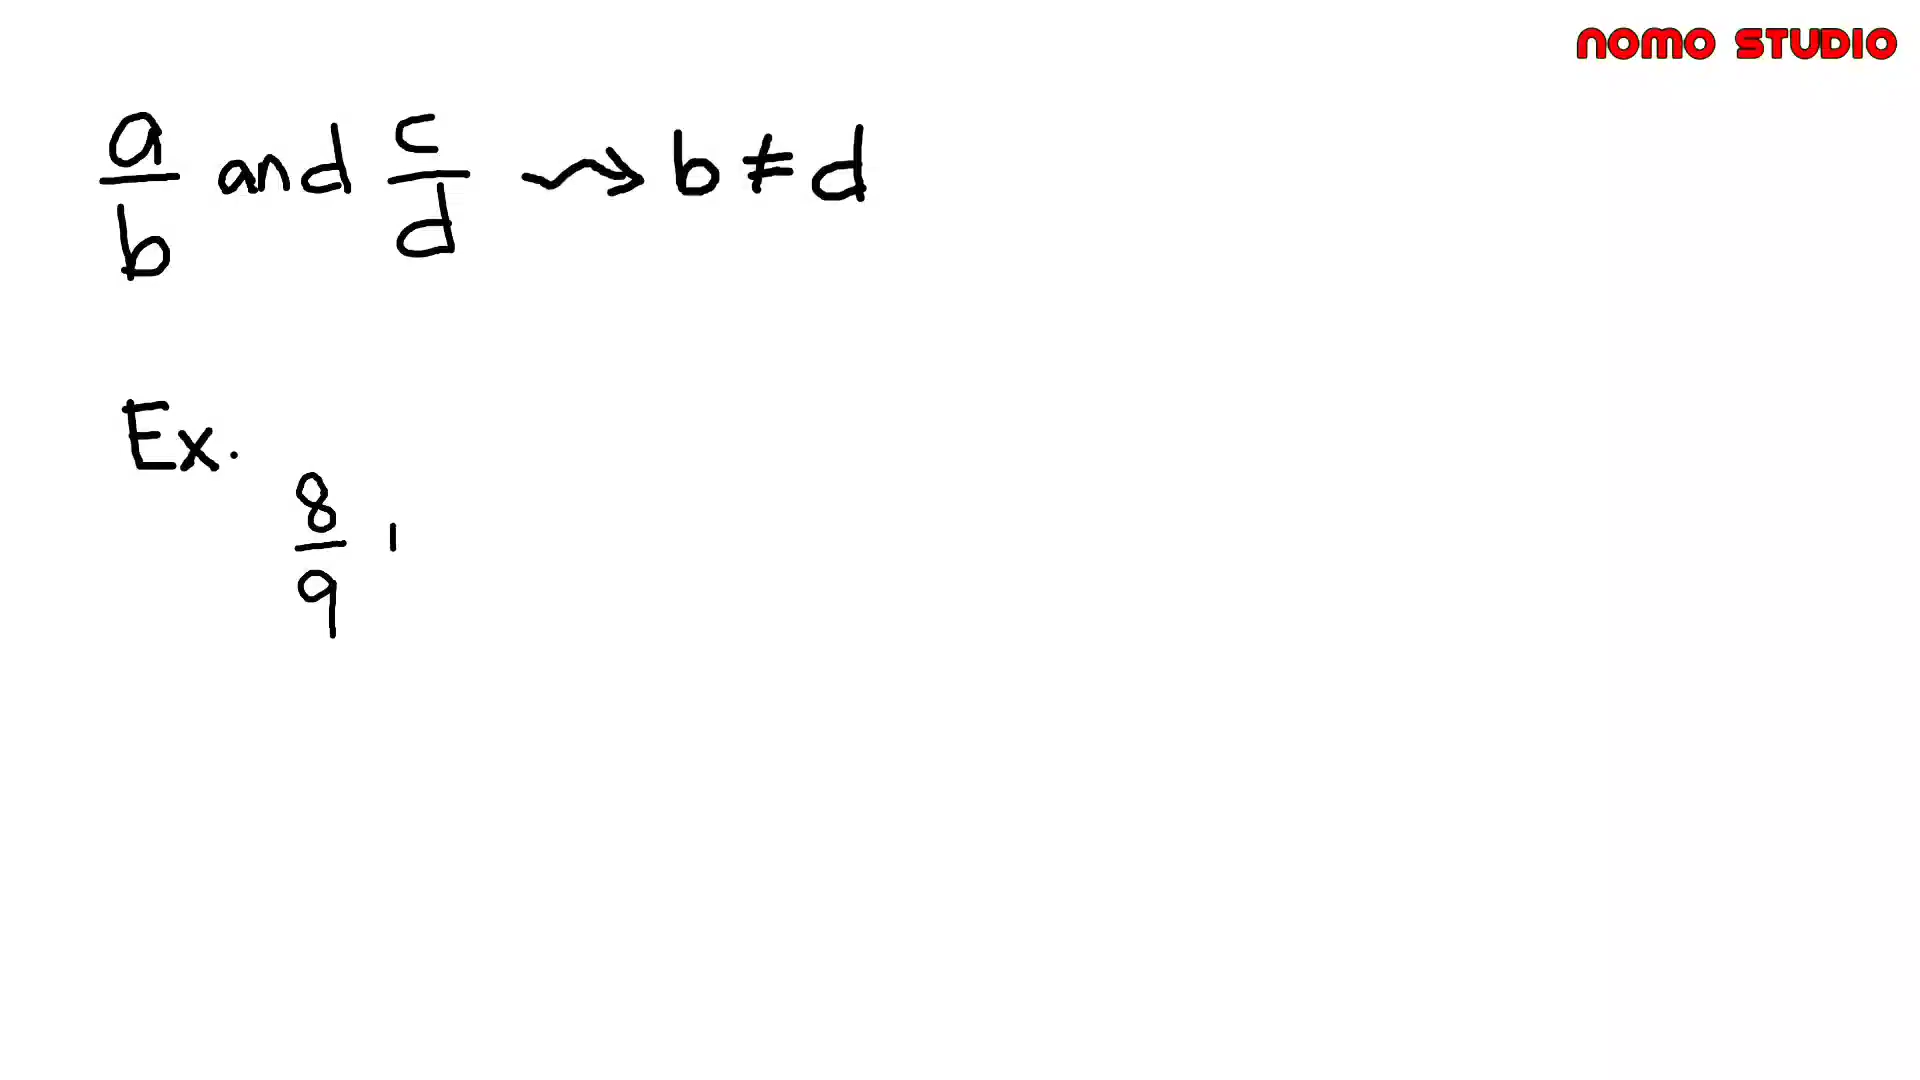 NOMO STUDIO
a/b and c/d ⇝ b ≠ d
Ex.
8/9 ı